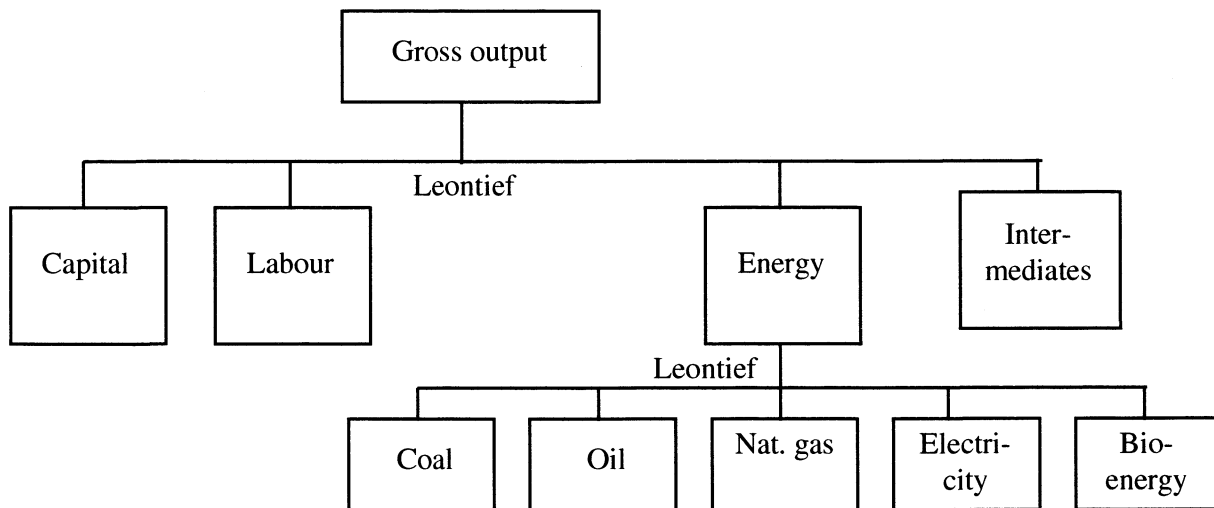 Gross output
Leontief
Capital
Labour
Energy
Inter-
mediates
Leontief
Coal
Oil
Nat. gas
Electri-
city
Bio-
energy